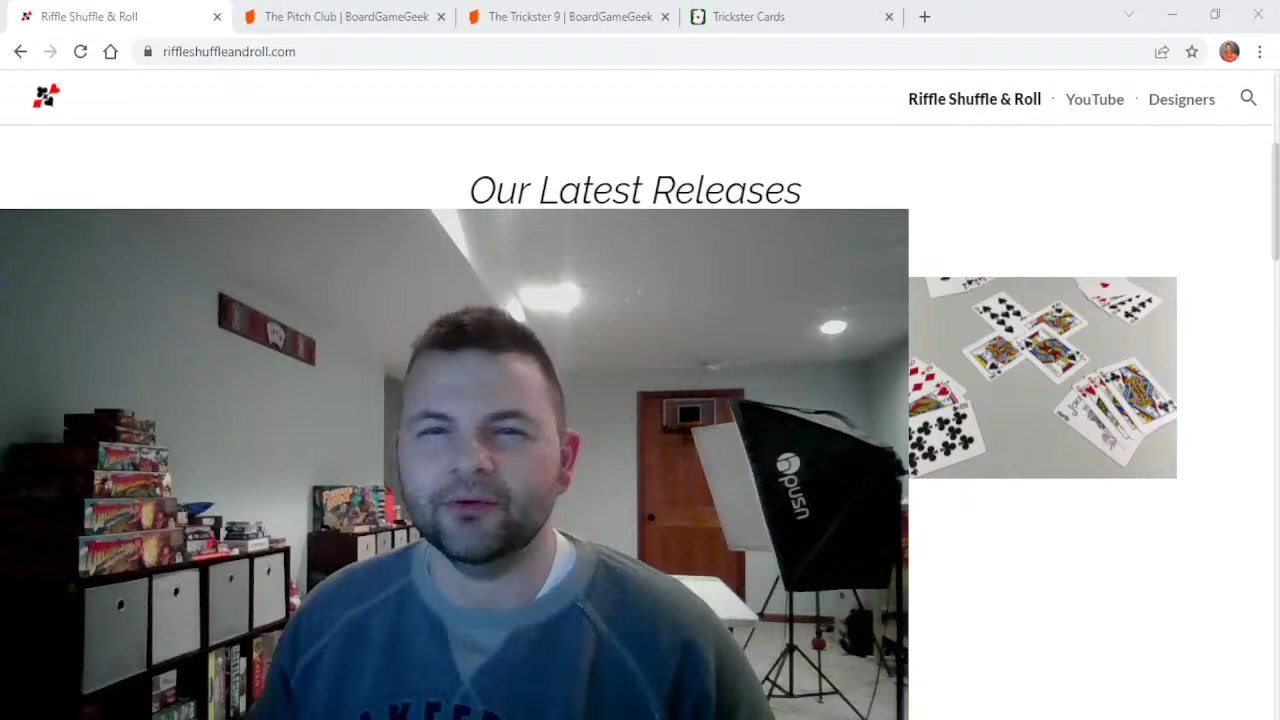 Riffle Shuffle & Roll
The Pitch Club | BoardGameGeek
The Trickster 9 | BoardGameGeek
Trickster Cards
riffleshuffleandroll.com
Riffle Shuffle & Roll · YouTube · Designers
Our Latest Releases
hpusn